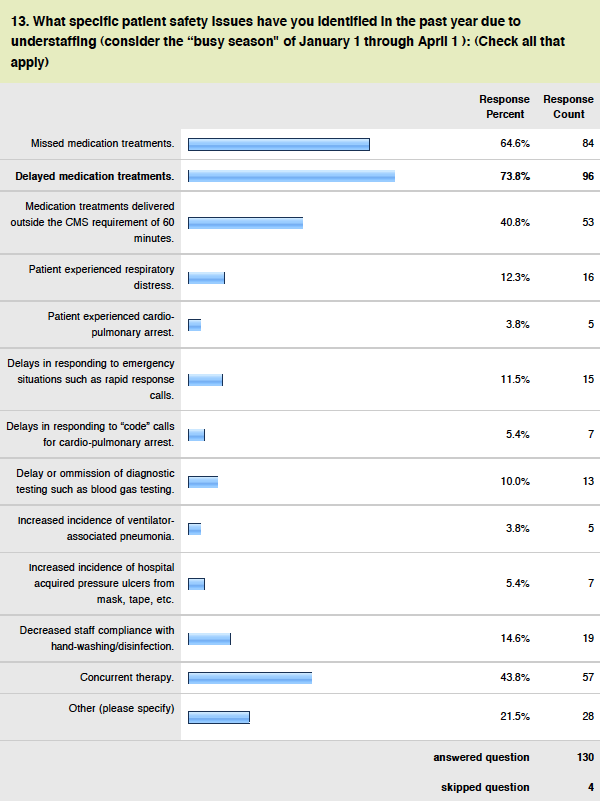 13. What specific patient safety issues have you identified in the past year due to
understaffing (consider the “busy season" of January 1 through April 1 ): (Check all that
apply)
Response Percent
Response Count
Missed medication treatments. 64.6% 84
Delayed medication treatments. 73.8% 96
Medication treatments delivered
outside the CMS requirement of 60
minutes.
40.8% 53
Patient experienced respiratory
distress.
12.3% 16
Patient experienced cardio-
pulmonary arrest.
3.8% 5
Delays in responding to emergency
situations such as rapid response
calls.
11.5% 15
Delays in responding to “code” calls
for cardio-pulmonary arrest.
5.4% 7
Delay or ommission of diagnostic
testing such as blood gas testing.
10.0% 13
Increased incidence of ventilator-
associated pneumonia.
3.8% 5
Increased incidence of hospital
acquired pressure ulcers from
mask, tape, etc.
5.4% 7
Decreased staff compliance with
hand-washing/disinfection.
14.6% 19
Concurrent therapy. 43.8% 57
Other (please specify)
21.5% 28
answered question 130
skipped question 4